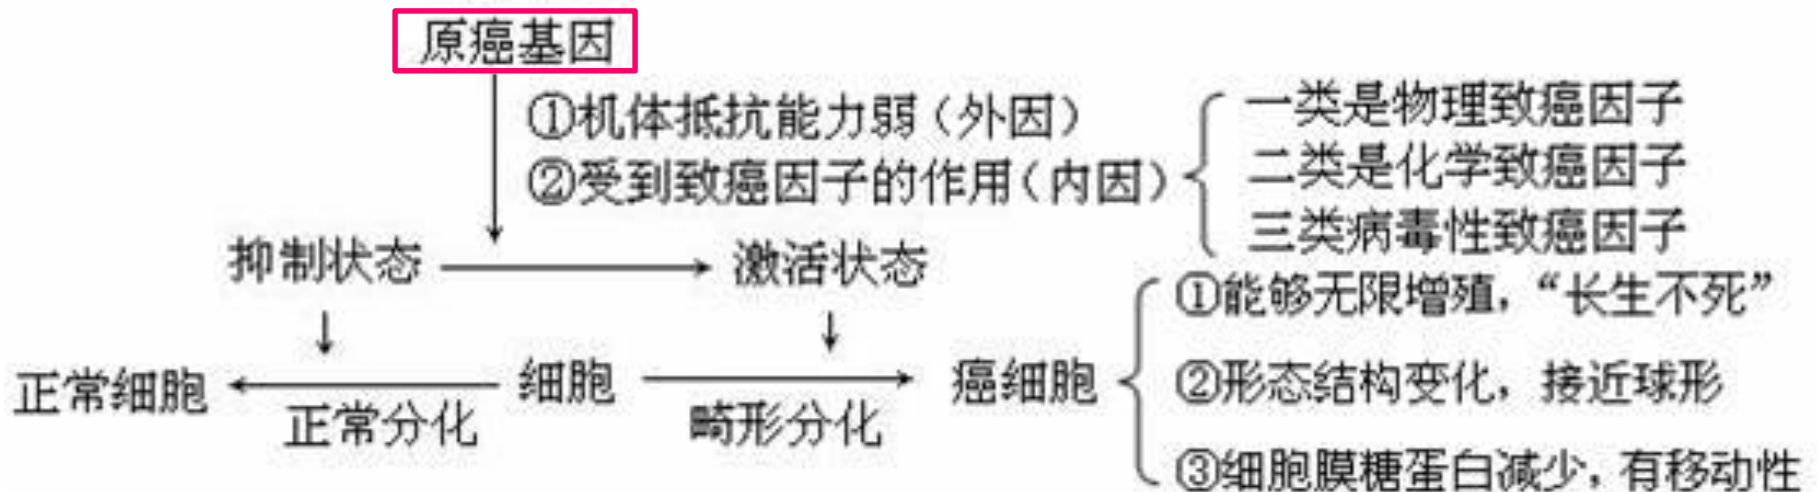 原癌基因
①机体抵抗能力弱（外因）
②受到致癌因子的作用（内因）
一类是物理致癌因子
二类是化学致癌因子
三类病毒性致癌因子
抑制状态
激活状态
正常细胞
正常分化
细胞
畸形分化
癌细胞
①能够无限增殖，“长生不死”
②形态结构变化，接近球形
③细胞膜糖蛋白减少，有移动性